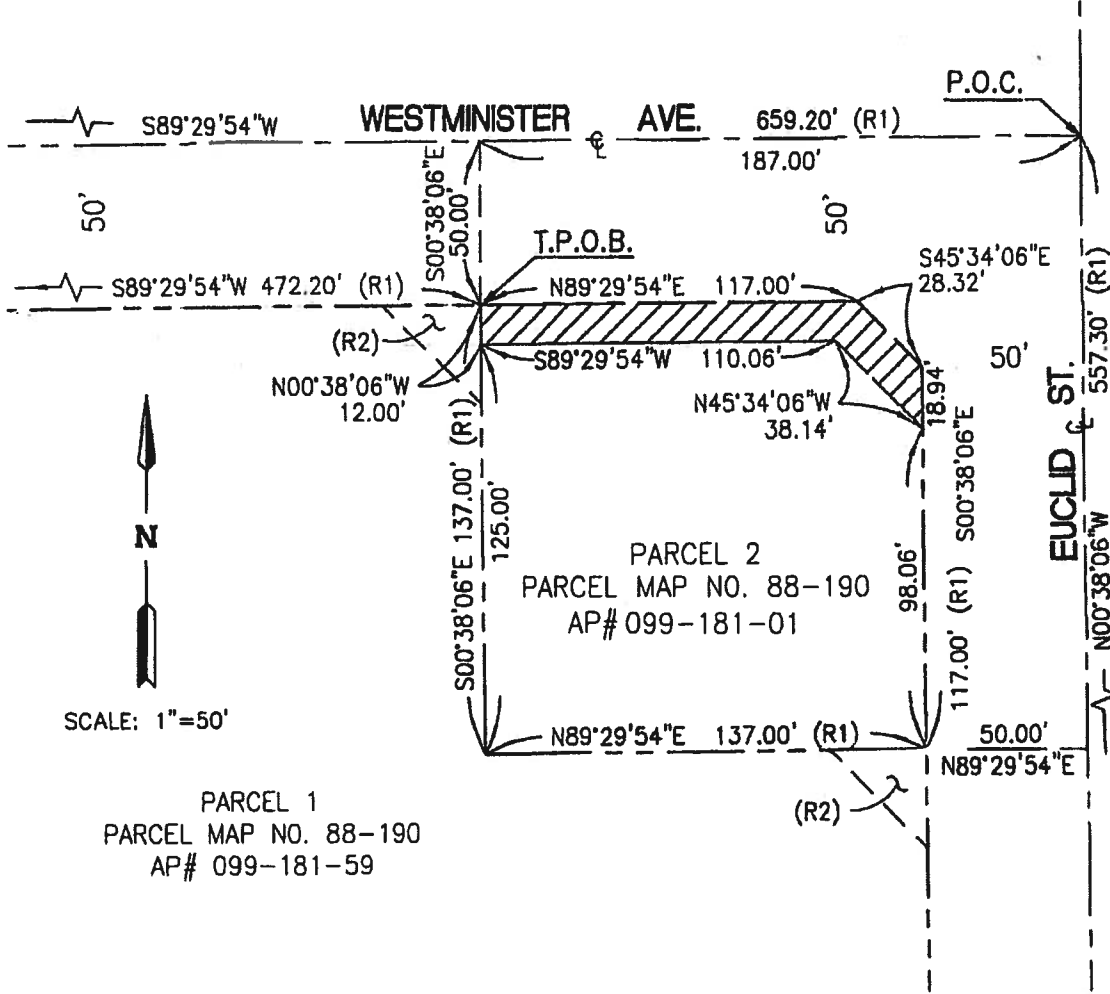 P.O.C.
WESTMINISTER AVE.
S89°29'54"W
659.20' (R1)
187.00'
50'
S00°38'06"E
50.00'
50'
T.P.O.B.
S45°34'06"E
28.32'
S89°29'54"W 472.20' (R1)
N89°29'54"E 117.00'
(R2)
S89°29'54"W 110.06'
50'
N00°38'06"W
12.00'
N45°34'06"W
38.14'
18.94'
557.30' (R1)
EUCLID ST.
N00°38'06"W
N
S00°38'06"E 137.00' (R1)
125.00'
98.06'
117.00' (R1) S00°38'06"E
PARCEL 2
PARCEL MAP NO. 88-190
AP# 099-181-01
SCALE: 1"=50'
N89°29'54"E 137.00' (R1)
50.00'
N89°29'54"E
(R2)
PARCEL 1
PARCEL MAP NO. 88-190
AP# 099-181-59